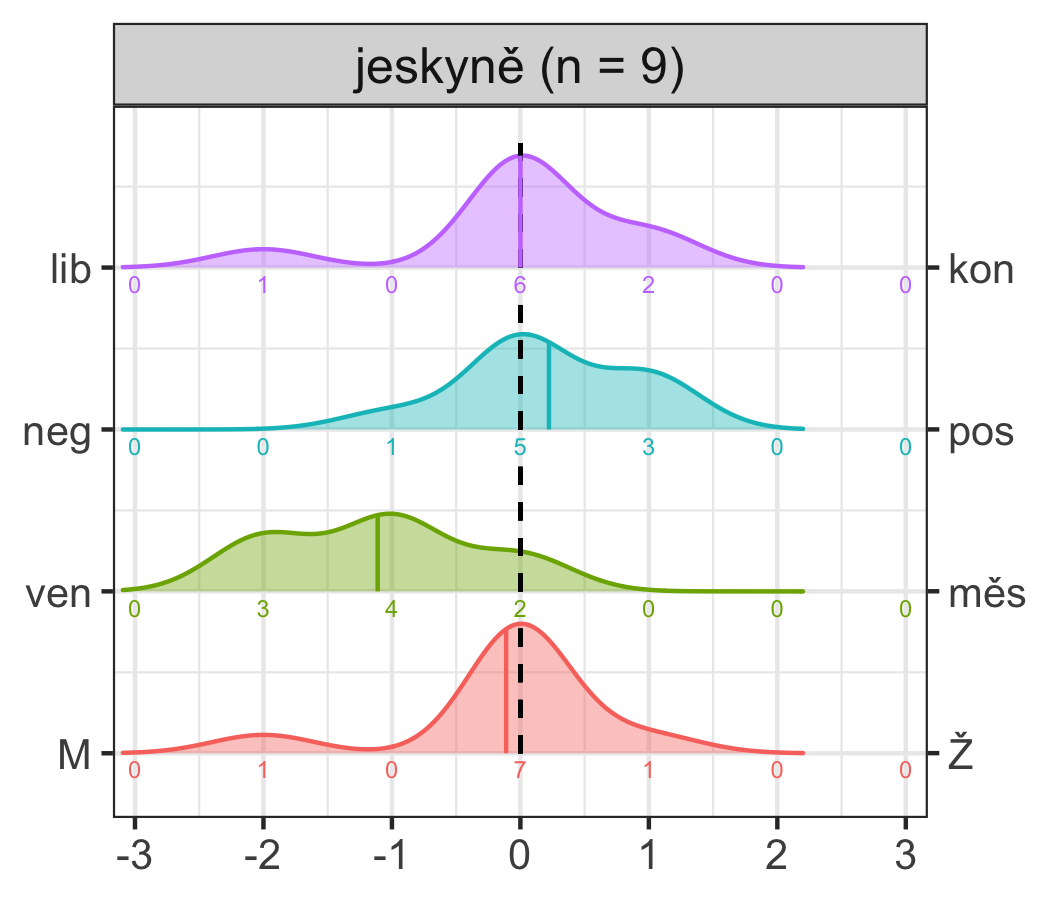 jeskyně (n = 9)
lib kon
0 1 0 6 2 0 0
neg pos
0 0 1 5 3 0 0
ven měs
0 3 4 2 0 0 0
M Ž
0 1 0 7 1 0 0
-3 -2 -1 0 1 2 3